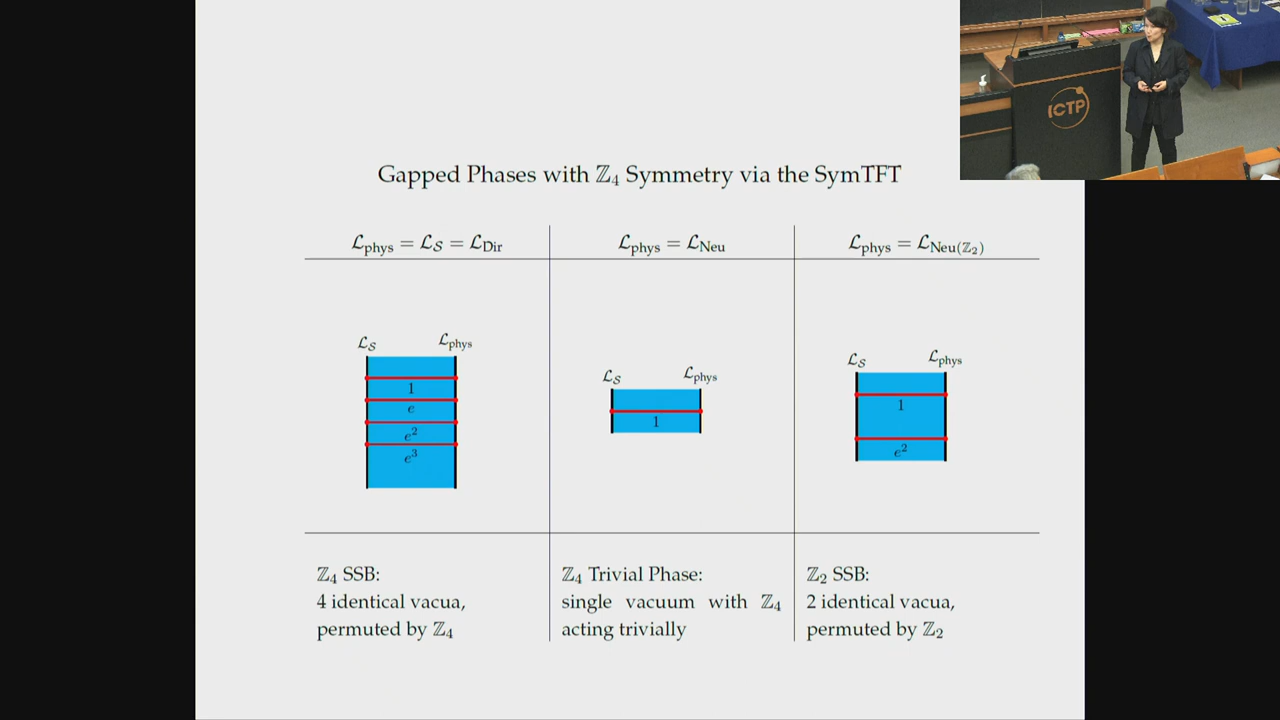 ICTP
Gapped Phases with ℤ₄ Symmetry via the SymTFT
ℒphys = ℒ𝒮 = ℒDir
ℒphys = ℒNeu
ℒphys = ℒNeu(ℤ₂)
ℒ𝒮 ℒphys
1
e
e²
e³
ℒ𝒮 ℒphys
1
ℒ𝒮 ℒphys
1
e²
ℤ₄ SSB:
4 identical vacua,
permuted by ℤ₄
ℤ₄ Trivial Phase:
single vacuum with ℤ₄
acting trivially
ℤ₂ SSB:
2 identical vacua,
permuted by ℤ₂